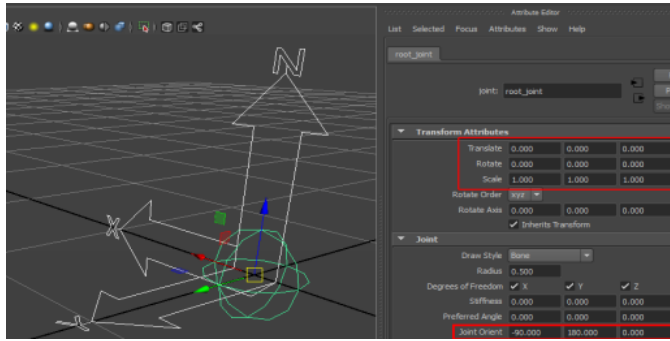 Attribute Editor
List Selected Focus Attributes Show Help
root_joint
joint: root_joint
Transform Attributes
Translate 0.000 0.000 0.000
Rotate 0.000 0.000 0.000
Scale 1.000 1.000 1.000
Rotate Order xyz
Rotate Axis 0.000 0.000 0.000
Inherits Transform
Joint
Draw Style Bone
Radius 0.500
Degrees of Freedom X Y Z
Stiffness 0.000 0.000 0.000
Preferred Angle 0.000 0.000 0.000
Joint Orient -90.000 180.000 0.000
N
X